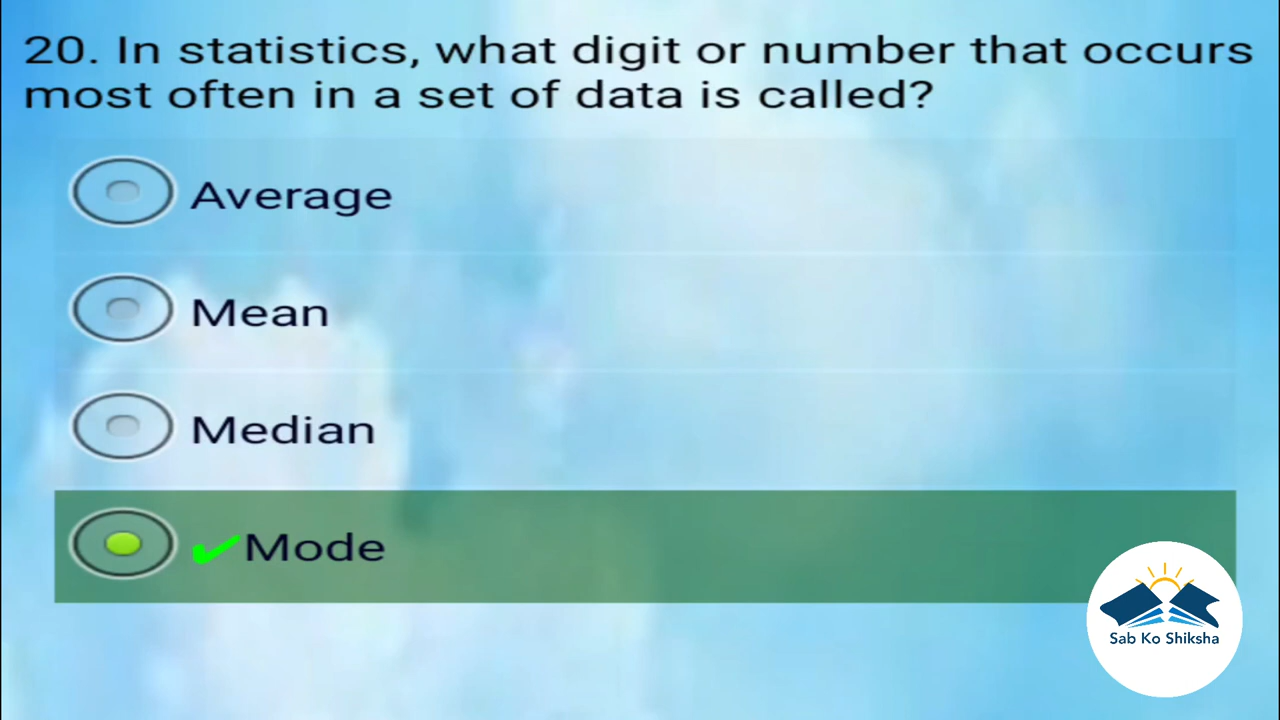 20. In statistics, what digit or number that occurs
most often in a set of data is called?
Average
Mean
Median
✔Mode
Sab Ko Shiksha